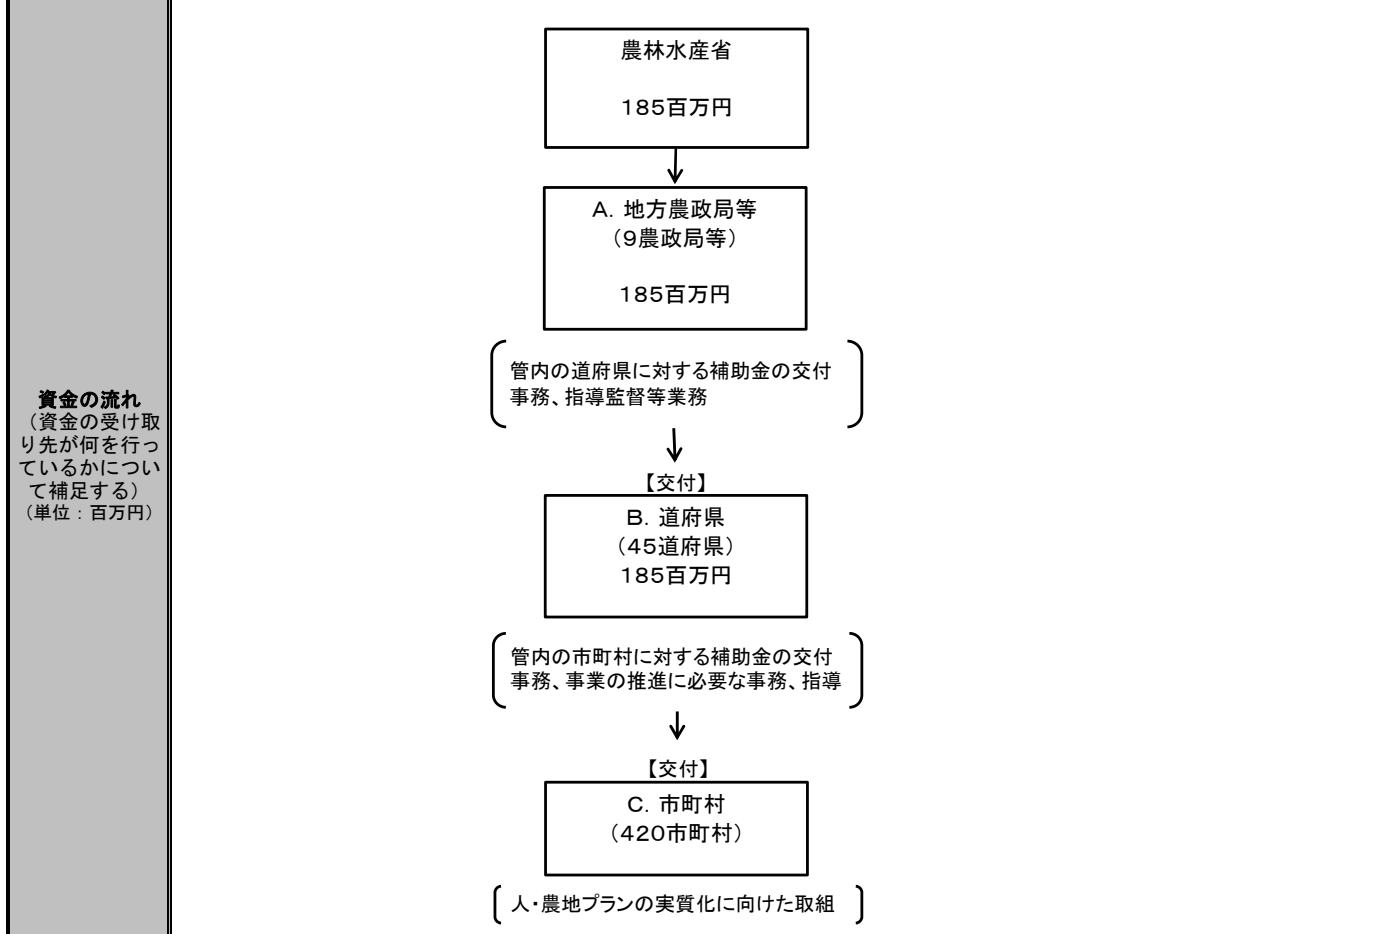 資金の流れ
（資金の受け取
り先が何を行っ
ているかについ
て補足する）
（単位：百万円）
農林水産省
185百万円
A. 地方農政局等
（9農政局等）
185百万円
管内の道府県に対する補助金の交付
事務、指導監督等業務
【交付】
B. 道府県
（45道府県）
185百万円
管内の市町村に対する補助金の交付
事務、事業の推進に必要な事務、指導
【交付】
C. 市町村
（420市町村）
人・農地プランの実質化に向けた取組